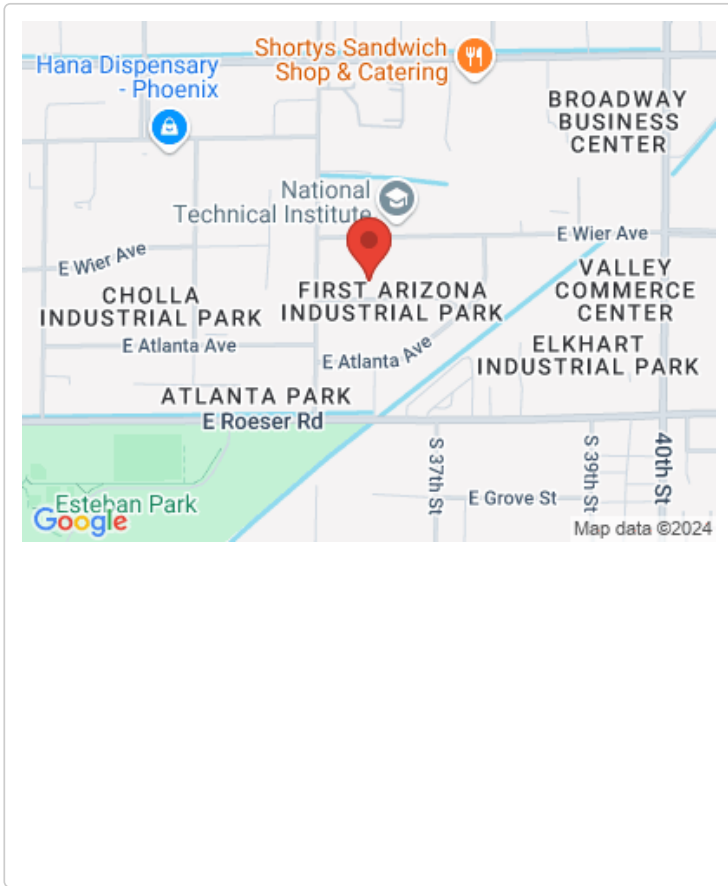 Shortys Sandwich
Shop & Catering
Hana Dispensary
- Phoenix
BROADWAY
BUSINESS
CENTER
National
Technical Institute
E Wier Ave
E Wier Ave
VALLEY
COMMERCE
CENTER
CHOLLA
INDUSTRIAL PARK
FIRST ARIZONA
INDUSTRIAL PARK
E Atlanta Ave
E Atlanta Ave
ELKHART
INDUSTRIAL PARK
ATLANTA PARK
E Roeser Rd
S 37th St
S 39th St
40th St
E Grove St
Esteban Park
Google
Map data ©2024